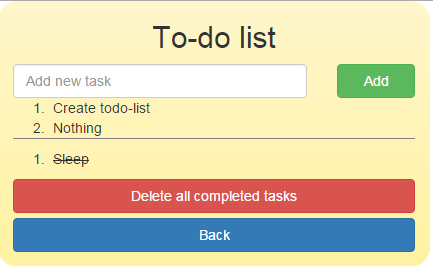 To-do list
Add new task Add
1. Create todo-list
2. Nothing
1. Sleep
Delete all completed tasks
Back